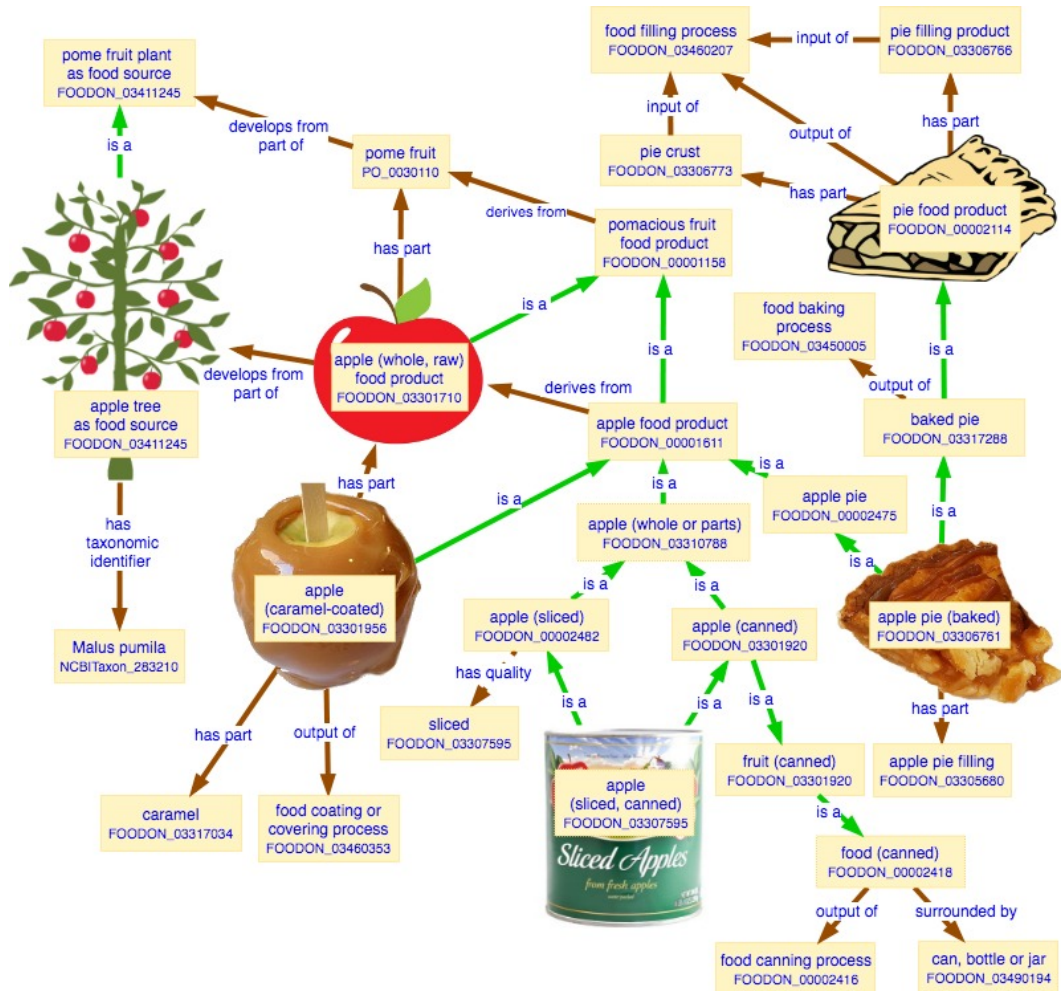 pome fruit plant
as food source
FOODON_03411245
food filling process
FOODON_03460207
input of
pie filling product
FOODON_03306766
is a
develops from
part of
pome fruit
PO_0030110
input of
output of
has part
pie crust
FOODON_03306773
has part
pie food product
FOODON_00002114
derives from
has part
pomacious fruit
food product
FOODON_00001158
is a
food baking
process
FOODON_03450005
is a
is a
apple (whole, raw)
food product
FOODON_03301710
develops from
part of
derives from
output of
apple tree
as food source
FOODON_03411245
apple food product
FOODON_00001611
baked pie
FOODON_03317288
has part
is a
is a
is a
apple pie
FOODON_00002475
is a
has
taxonomic
identifier
apple (whole or parts)
FOODON_03310788
is a
apple
(caramel-coated)
FOODON_03301956
is a
is a
apple (sliced)
FOODON_00002482
apple (canned)
FOODON_03301920
apple pie (baked)
FOODON_03306761
Malus pumila
NCBITaxon_283210
has quality
is a
is a
is a
has part
sliced
FOODON_03307595
has part
output of
fruit (canned)
FOODON_03301920
apple pie filling
FOODON_03305680
apple
(sliced, canned)
FOODON_03307595
caramel
FOODON_03317034
food coating or
covering process
FOODON_03460353
is a
Sliced Apples
from fresh apples
food (canned)
FOODON_00002418
output of
surrounded by
food canning process
FOODON_00002416
can, bottle or jar
FOODON_03490194